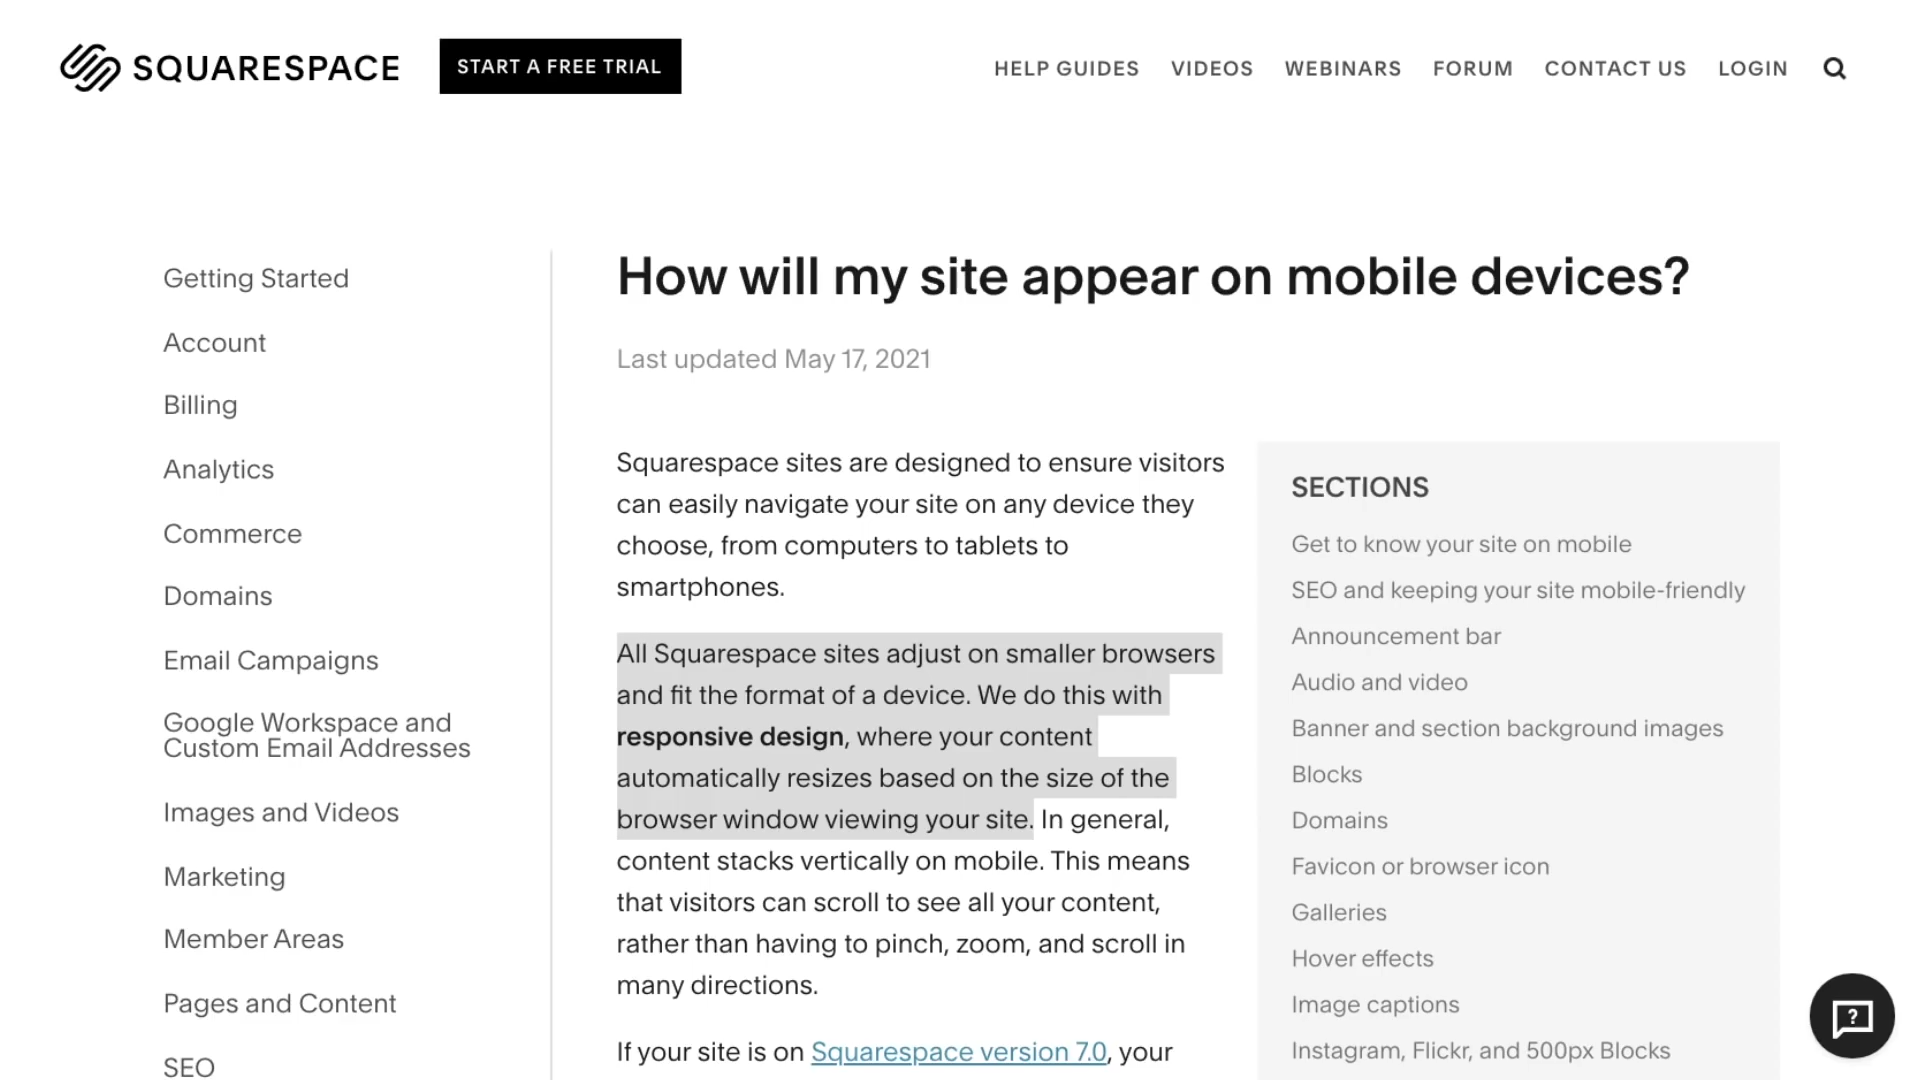 SQUARESPACE
START A FREE TRIAL
HELP GUIDES
VIDEOS
WEBINARS
FORUM
CONTACT US
LOGIN
Getting Started
Account
Billing
Analytics
Commerce
Domains
Email Campaigns
Google Workspace and
Custom Email Addresses
Images and Videos
Marketing
Member Areas
Pages and Content
SEO
How will my site appear on mobile devices?
Last updated May 17, 2021
Squarespace sites are designed to ensure visitors
can easily navigate your site on any device they
choose, from computers to tablets to
smartphones.
All Squarespace sites adjust on smaller browsers
and fit the format of a device. We do this with
responsive design, where your content
automatically resizes based on the size of the
browser window viewing your site. In general,
content stacks vertically on mobile. This means
that visitors can scroll to see all your content,
rather than having to pinch, zoom, and scroll in
many directions.
If your site is on Squarespace version 7.0, your
SECTIONS
Get to know your site on mobile
SEO and keeping your site mobile-friendly
Announcement bar
Audio and video
Banner and section background images
Blocks
Domains
Favicon or browser icon
Galleries
Hover effects
Image captions
Instagram, Flickr, and 500px Blocks
?